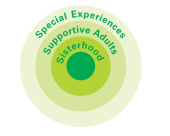 Special Experiences
Supportive Adults
Sisterhood